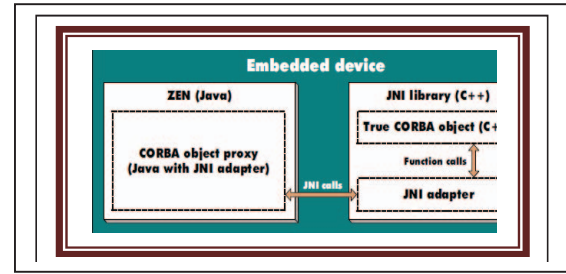 Embedded device
ZEN (Java)
CORBA object proxy
(Java with JNI adapter)
JNI calls
JNI library (C++)
True CORBA object (C+
Function calls
JNI adapter